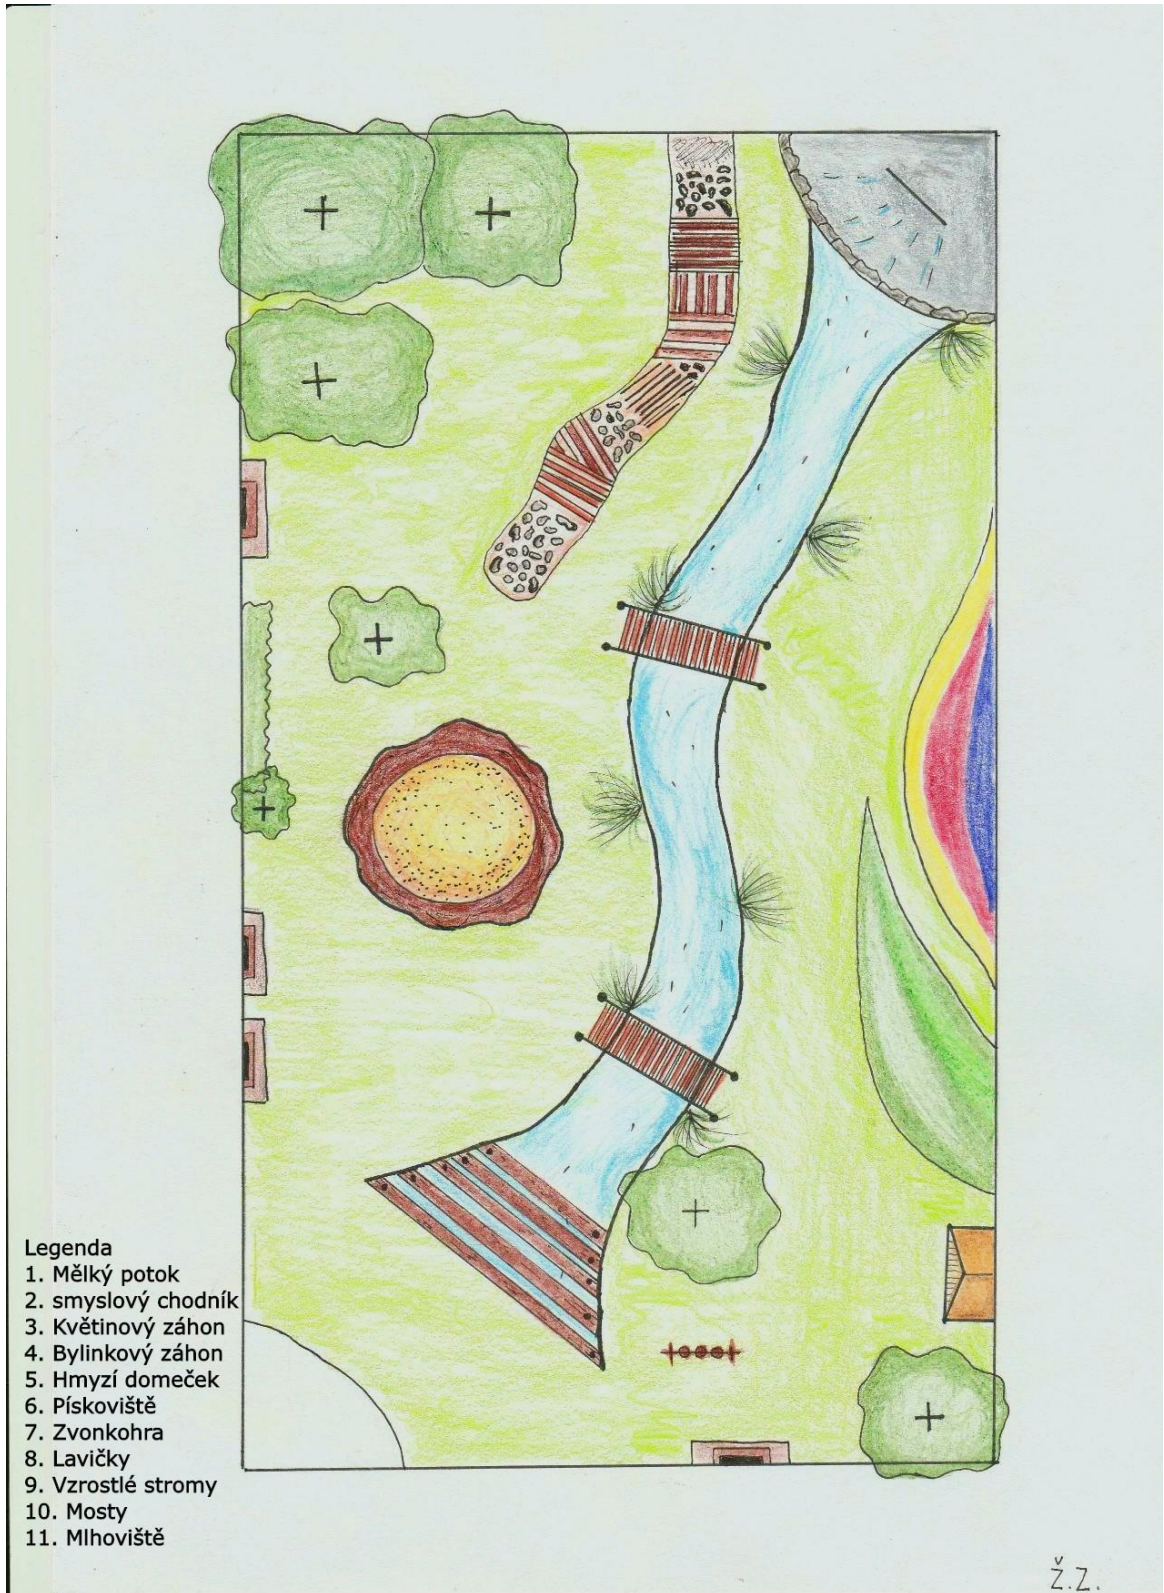 Legenda
1. Mělký potok
2. smyslový chodník
3. Květinový záhon
4. Bylinkový záhon
5. Hmyzí domeček
6. Pískoviště
7. Zvonkohra
8. Lavičky
9. Vzrostlé stromy
10. Mosty
11. Mlhoviště
Ž.Z.